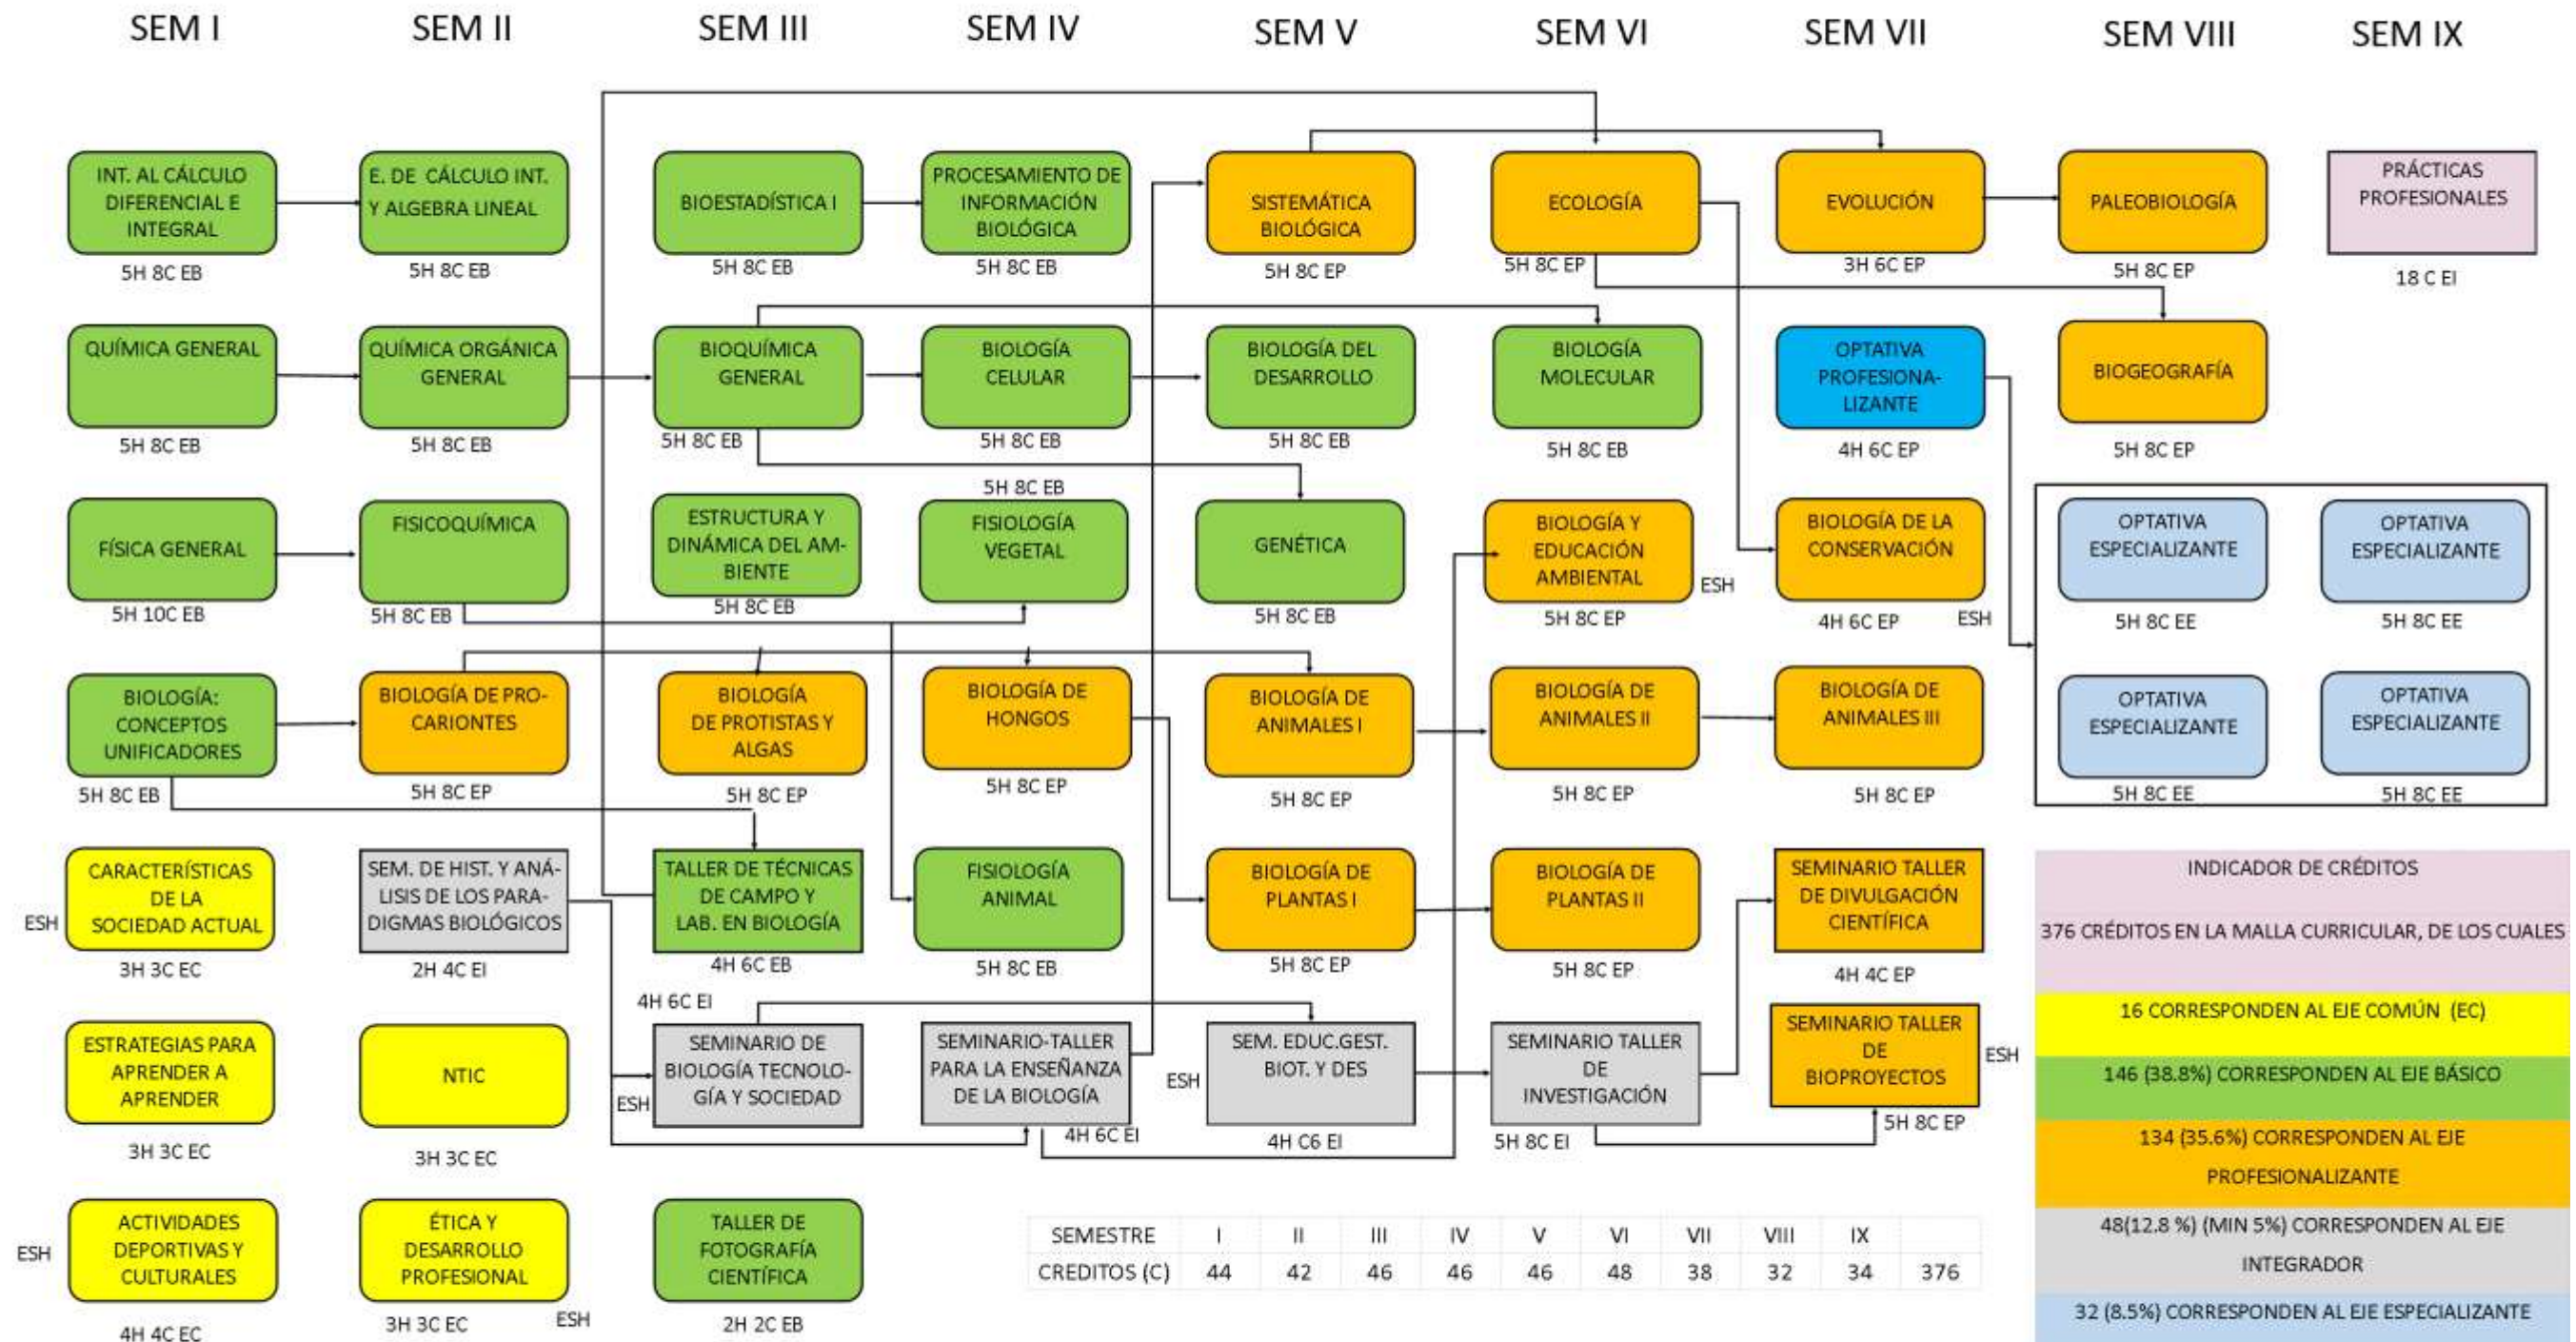 SEM I
SEM II
SEM III
SEM IV
SEM V
SEM VI
SEM VII
SEM VIII
SEM IX
INT. AL CÁLCULO
DIFERENCIAL E
INTEGRAL
5H 8C EB
E. DE CÁLCULO INT.
Y ALGEBRA LINEAL
5H 8C EB
BIOESTADÍSTICA I
5H 8C EB
PROCESAMIENTO DE
INFORMACIÓN
BIOLÓGICA
5H 8C EB
SISTEMÁTICA
BIOLÓGICA
5H 8C EP
ECOLOGÍA
5H 8C EP
EVOLUCIÓN
3H 6C EP
PALEOBIOLOGÍA
5H 8C EP
PRÁCTICAS
PROFESIONALES
18 C EI
QUÍMICA GENERAL
5H 8C EB
QUÍMICA ORGÁNICA
GENERAL
5H 8C EB
BIOQUÍMICA
GENERAL
5H 8C EB
BIOLOGÍA
CELULAR
5H 8C EB
BIOLOGÍA DEL
DESARROLLO
5H 8C EB
BIOLOGÍA
MOLECULAR
5H 8C EB
OPTATIVA
PROFESIONA-
LIZANTE
4H 6C EP
BIOGEOGRAFÍA
5H 8C EP
FÍSICA GENERAL
5H 10C EB
FISICOQUÍMICA
5H 8C EB
ESTRUCTURA Y
DINÁMICA DEL AM-
BIENTE
5H 8C EB
5H 8C EB
FISIOLOGÍA
VEGETAL
GENÉTICA
5H 8C EB
BIOLOGÍA Y
EDUCACIÓN
AMBIENTAL
ESH
5H 8C EP
BIOLOGÍA DE LA
CONSERVACIÓN
4H 6C EP
ESH
OPTATIVA
ESPECIALIZANTE
5H 8C EE
OPTATIVA
ESPECIALIZANTE
5H 8C EE
BIOLOGÍA:
CONCEPTOS
UNIFICADORES
5H 8C EB
BIOLOGÍA DE PRO-
CARIONTES
5H 8C EP
BIOLOGÍA
DE PROTISTAS Y
ALGAS
5H 8C EP
BIOLOGÍA DE
HONGOS
5H 8C EP
BIOLOGÍA DE
ANIMALES I
5H 8C EP
BIOLOGÍA DE
ANIMALES II
5H 8C EP
BIOLOGÍA DE
ANIMALES III
5H 8C EP
OPTATIVA
ESPECIALIZANTE
5H 8C EE
OPTATIVA
ESPECIALIZANTE
5H 8C EE
CARACTERÍSTICAS
DE LA
SOCIEDAD ACTUAL
ESH
3H 3C EC
SEM. DE HIST. Y ANÁ-
LISIS DE LOS PARA-
DIGMAS BIOLÓGICOS
2H 4C EI
TALLER DE TÉCNICAS
DE CAMPO Y
LAB. EN BIOLOGÍA
4H 6C EB
FISIOLOGÍA
ANIMAL
5H 8C EB
BIOLOGÍA DE
PLANTAS I
5H 8C EP
BIOLOGÍA DE
PLANTAS II
5H 8C EP
SEMINARIO TALLER
DE DIVULGACIÓN
CIENTÍFICA
4H 4C EP
ESTRATEGIAS PARA
APRENDER A
APRENDER
3H 3C EC
NTIC
3H 3C EC
4H 6C EI
SEMINARIO DE
BIOLOGÍA TECNOLO-
GÍA Y SOCIEDAD
ESH
SEMINARIO-TALLER
PARA LA ENSEÑANZA
DE LA BIOLOGÍA
4H 6C EI
SEM. EDUC.GEST.
BIOT. Y DES
ESH
4H C6 EI
SEMINARIO TALLER
DE
INVESTIGACIÓN
5H 8C EI
SEMINARIO TALLER
DE
BIOPROYECTOS
ESH
5H 8C EP
ACTIVIDADES
DEPORTIVAS Y
CULTURALES
ESH
4H 4C EC
ÉTICA Y
DESARROLLO
PROFESIONAL
3H 3C EC
ESH
TALLER DE
FOTOGRAFÍA
CIENTÍFICA
2H 2C EB
SEMESTRE I II III IV V VI VII VIII IX
CREDITOS (C) 44 42 46 46 46 48 38 32 34 376
INDICADOR DE CRÉDITOS
376 CRÉDITOS EN LA MALLA CURRICULAR, DE LOS CUALES
16 CORRESPONDEN AL EJE COMÚN (EC)
146 (38.8%) CORRESPONDEN AL EJE BÁSICO
134 (35.6%) CORRESPONDEN AL EJE
PROFESIONALIZANTE
48(12.8 %) (MIN 5%) CORRESPONDEN AL EJE
INTEGRADOR
32 (8.5%) CORRESPONDEN AL EJE ESPECIALIZANTE